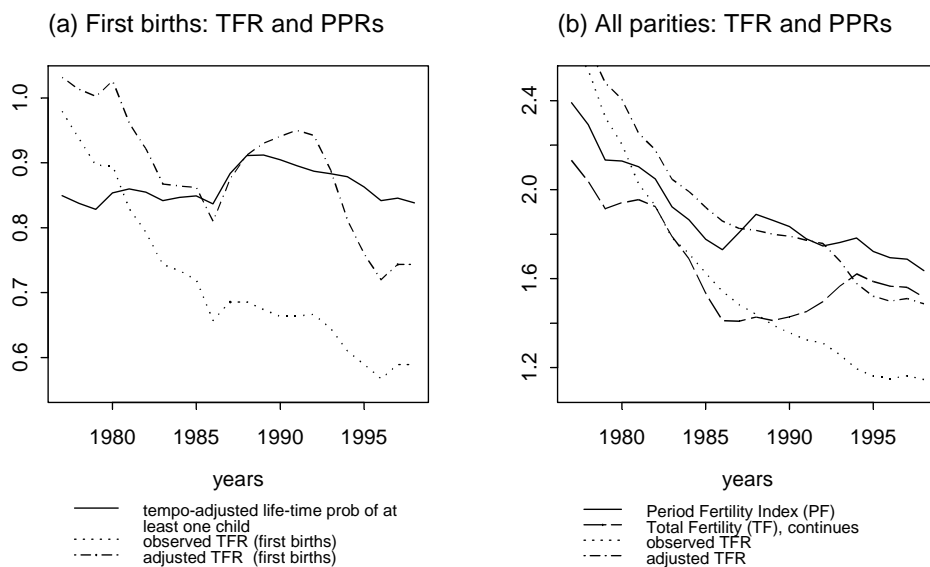 (a) First births: TFR and PPRs
1.0
0.9
0.8
0.7
0.6
1980 1985 1990 1995
years
tempo-adjusted life-time prob of at
least one child
observed TFR (first births)
adjusted TFR (first births)
(b) All parities: TFR and PPRs
2.4
2.0
1.6
1.2
1980 1985 1990 1995
years
Period Fertility Index (PF)
Total Fertility (TF), continues
observed TFR
adjusted TFR